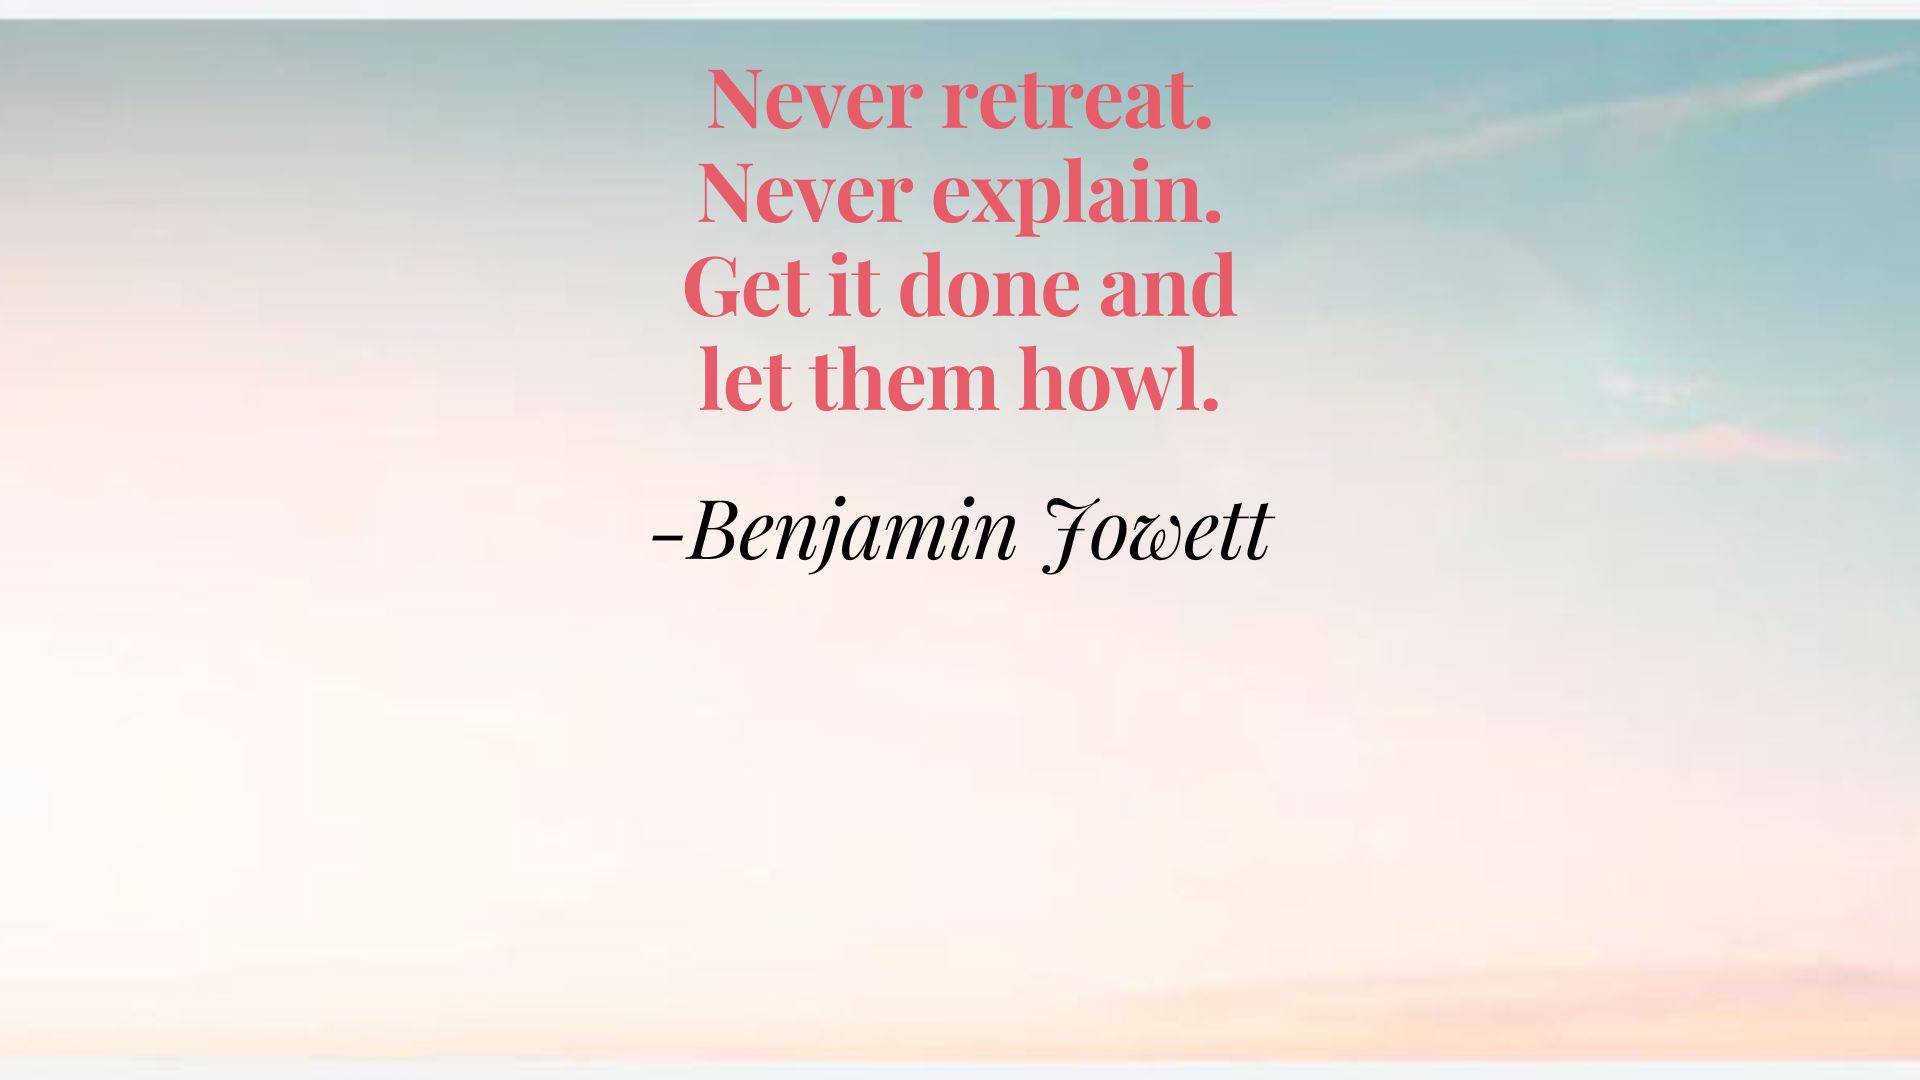 Never retreat.
Never explain.
Get it done and
let them howl.
–Benjamin Jowett